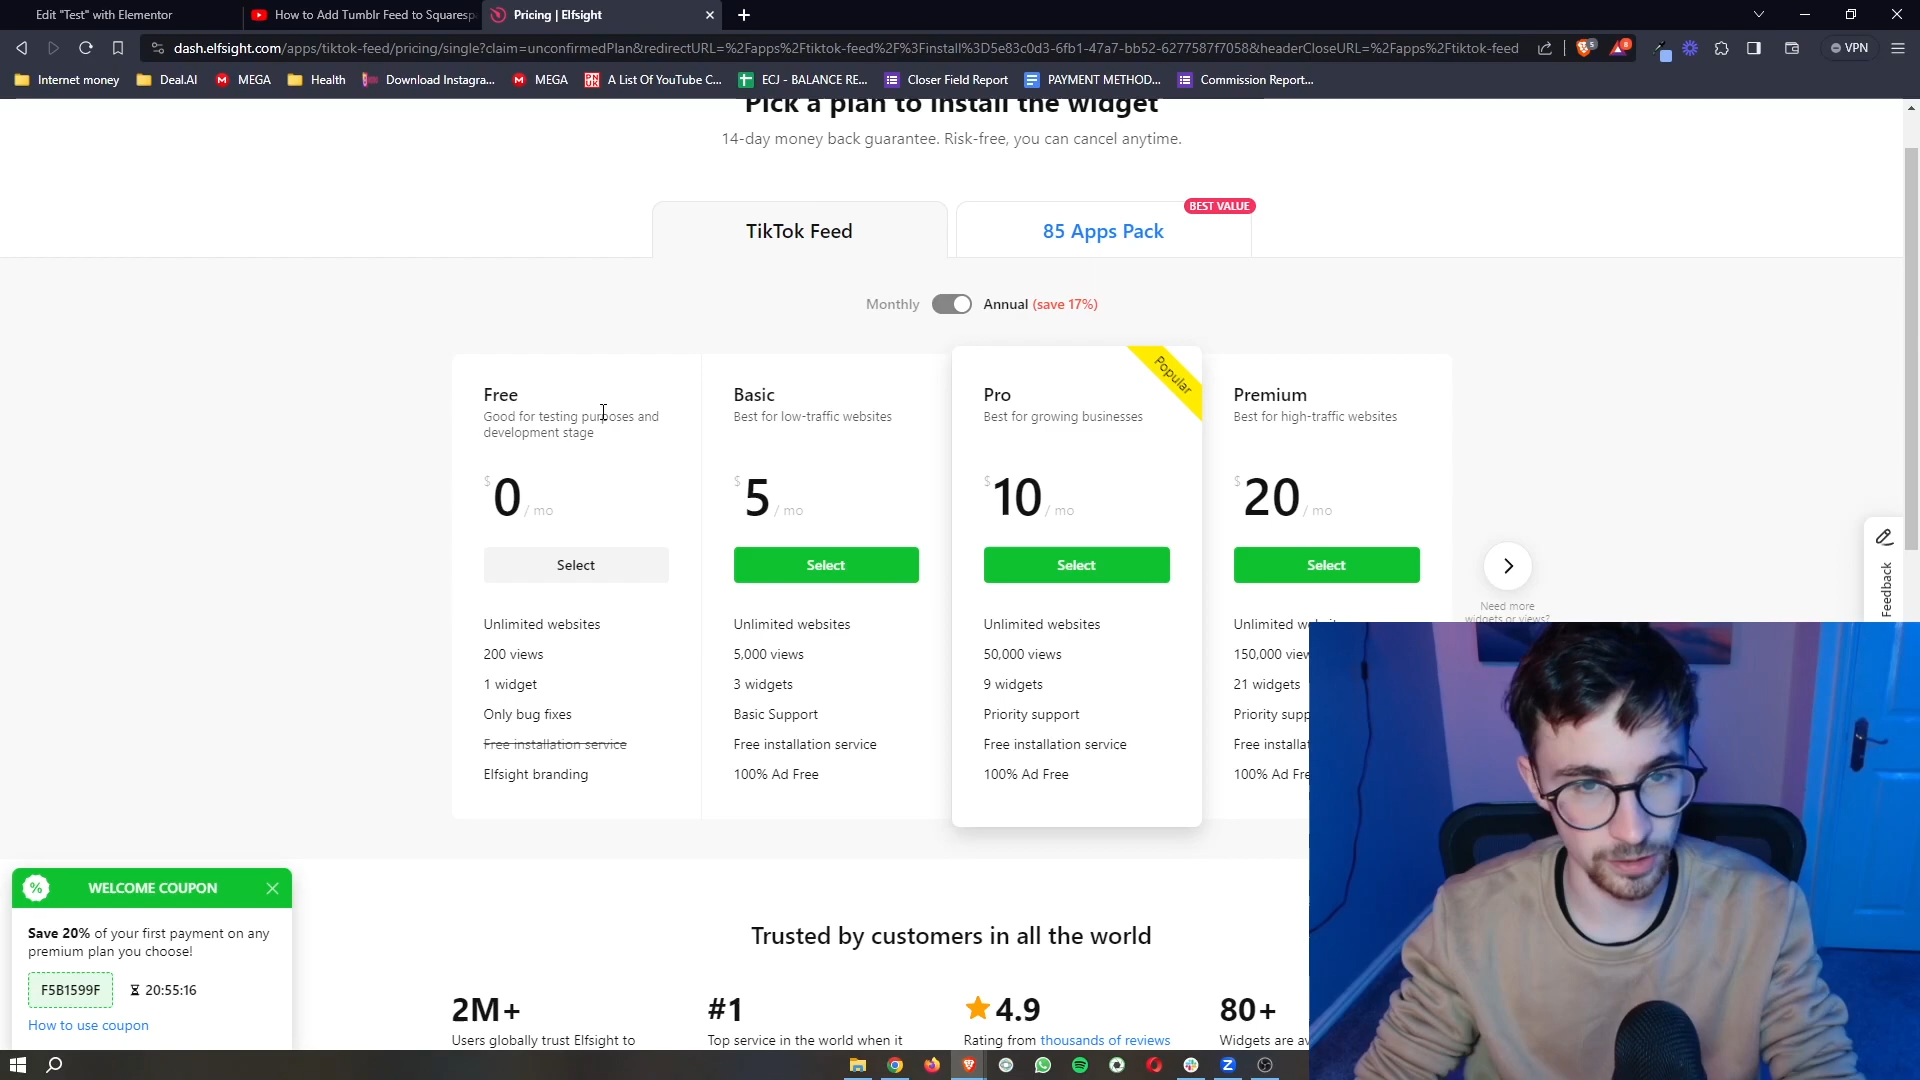 Edit "Test" with Elementor
How to Add Tumblr Feed to Squaresp
Pricing | Elfsight
dash.elfsight.com/apps/tiktok-feed/pricing/single?claim=unconfirmedPlan&redirectURL=%2Fapps%2Ftiktok-feed%2F%3Finstall%3D5e83c0d3-6fb1-47a7-bb52-6277587f7058&headerCloseURL=%2Fapps%2Ftiktok-feed
VPN
Internet money
Deal.AI
MEGA
Health
Download Instagra...
MEGA
A List Of YouTube C...
ECJ - BALANCE RE...
Closer Field Report
PAYMENT METHOD...
Commission Report...
Pick a plan to install the widget
14-day money back guarantee. Risk-free, you can cancel anytime.
BEST VALUE
TikTok Feed
85 Apps Pack
Monthly
Annual (save 17%)
Free
Good for testing purposes and
development stage
$0 / mo
Select
Unlimited websites
200 views
1 widget
Only bug fixes
Free installation service
Elfsight branding
Basic
Best for low-traffic websites
$5 / mo
Select
Unlimited websites
5,000 views
3 widgets
Basic Support
Free installation service
100% Ad Free
Popular
Pro
Best for growing businesses
$10 / mo
Select
Unlimited websites
50,000 views
9 widgets
Priority support
Free installation service
100% Ad Free
Premium
Best for high-traffic websites
$20 / mo
Select
Unlimited
150,000
21 widgets
Priority
Free
100% Ad
Need more
widgets or views?
Feedback
% WELCOME COUPON
Save 20% of your first payment on any
premium plan you choose!
F5B1599F
20:55:16
How to use coupon
Trusted by customers in all the world
2M+
Users globally trust Elfsight to
#1
Top service in the world when it
4.9
Rating from thousands of reviews
80+
Widgets are